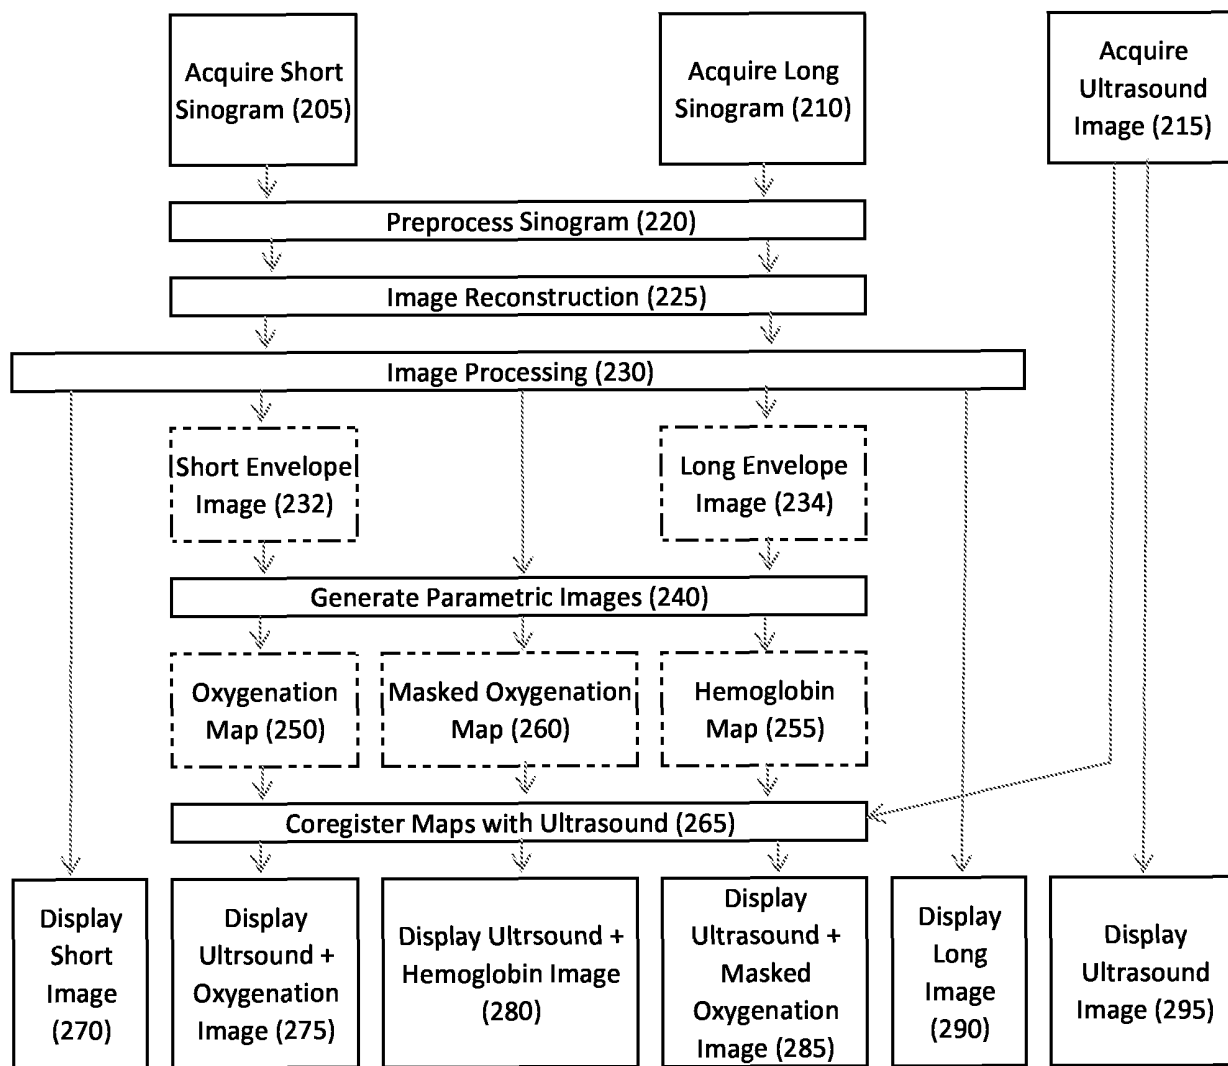 Acquire Short
Sinogram (205)
Acquire Long
Sinogram (210)
Acquire
Ultrasound
Image (215)
Preprocess Sinogram (220)
Image Reconstruction (225)
Image Processing (230)
Short Envelope
Image (232)
Long Envelope
Image (234)
Generate Parametric Images (240)
Oxygenation
Map (250)
Masked Oxygenation
Map (260)
Hemoglobin
Map (255)
Coregister Maps with Ultrasound (265)
Display
Short
Image
(270)
Display
Ultrsound +
Oxygenation
Image (275)
Display Ultrsound +
Hemoglobin Image
(280)
Display
Ultrasound +
Masked
Oxygenation
Image (285)
Display
Long
Image
(290)
Display
Ultrasound
Image (295)